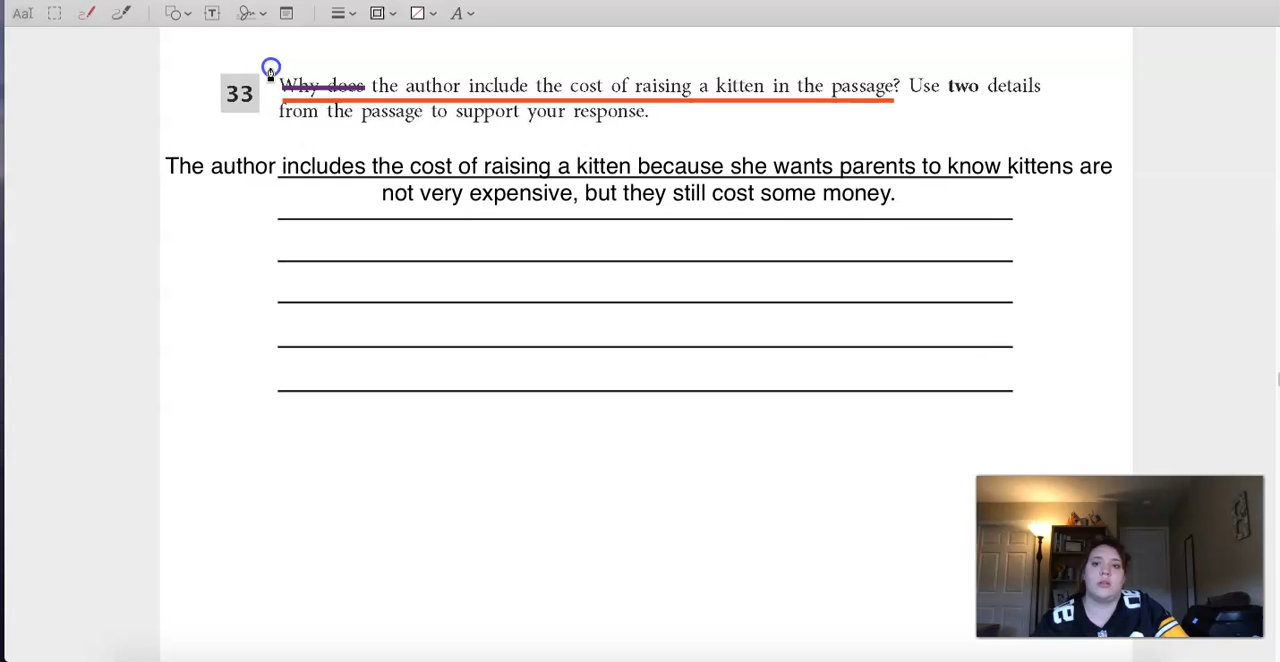 33 Why does the author include the cost of raising a kitten in the passage? Use two details
from the passage to support your response.
The author includes the cost of raising a kitten because she wants parents to know kittens are
not very expensive, but they still cost some money.